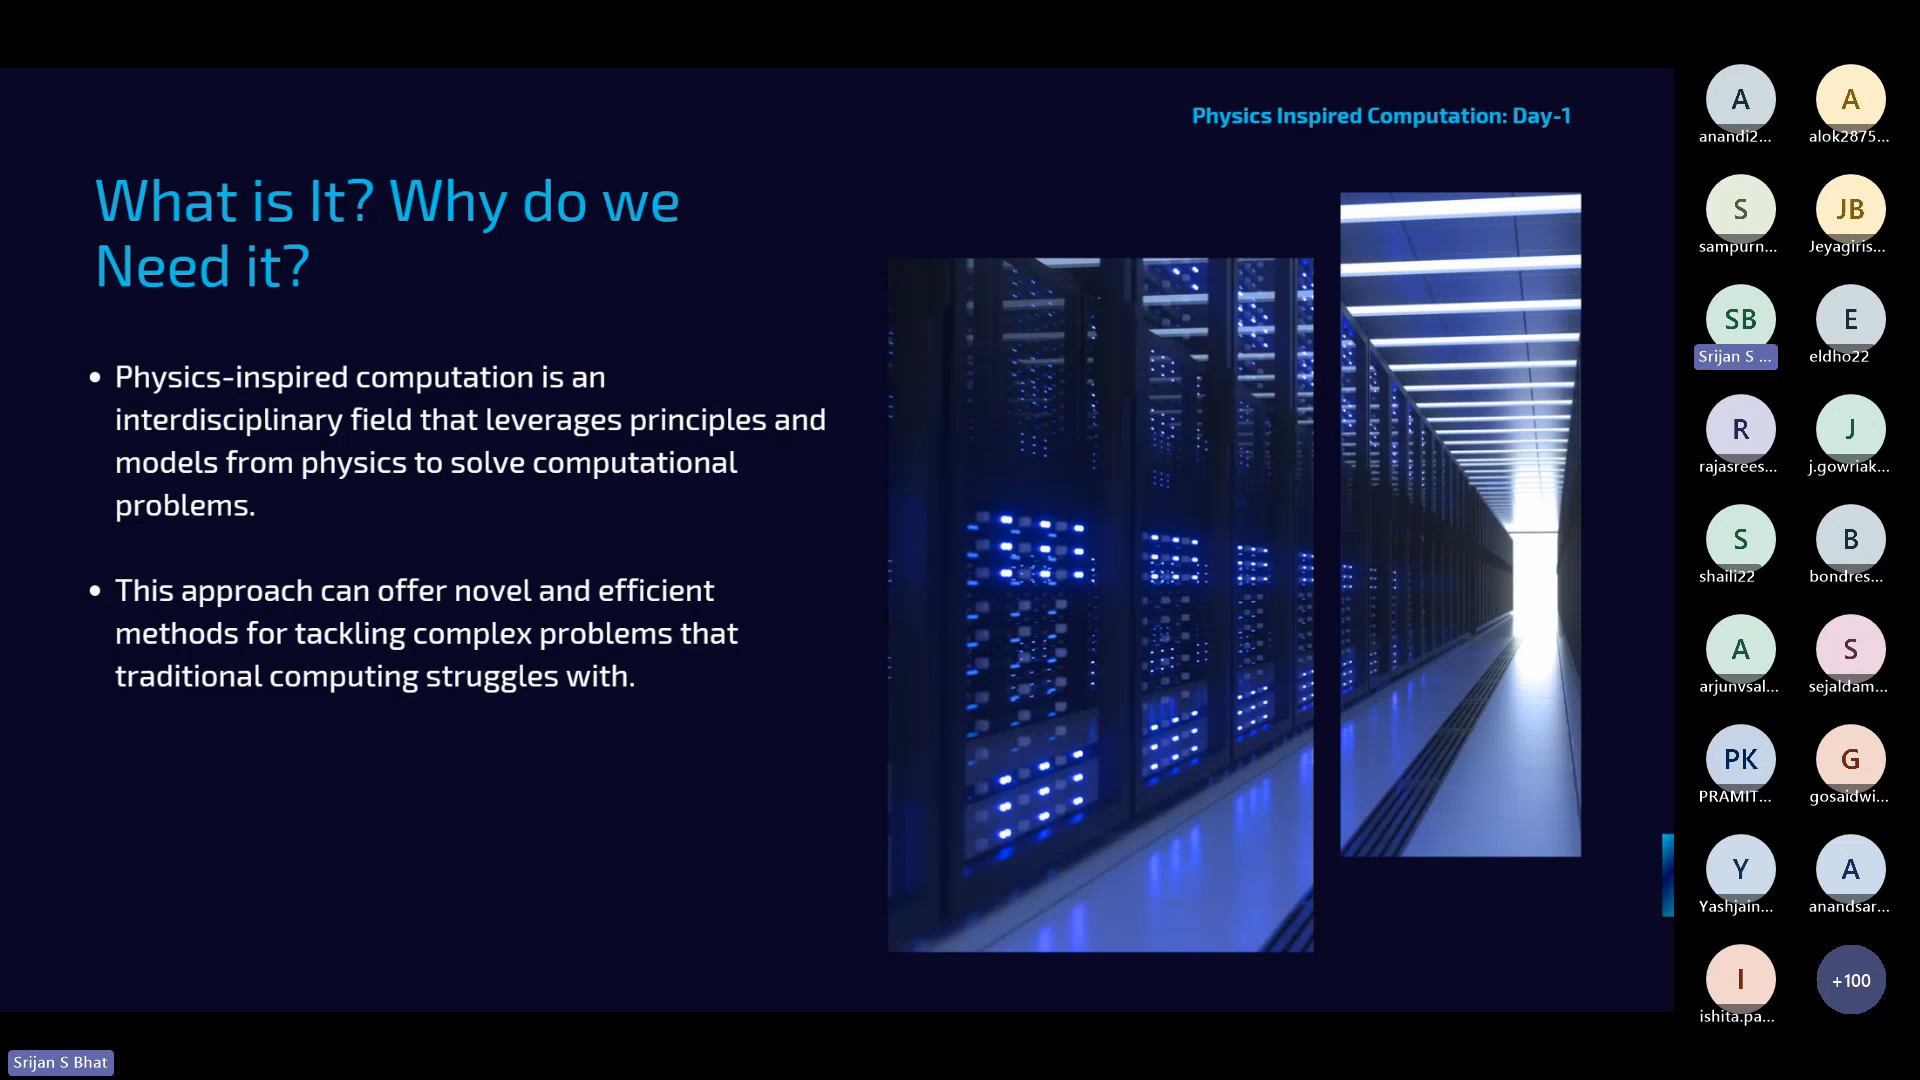 Physics Inspired Computation: Day-1
What is It? Why do we
Need it?
• Physics-inspired computation is an
interdisciplinary field that leverages principles and
models from physics to solve computational
problems.
• This approach can offer novel and efficient
methods for tackling complex problems that
traditional computing struggles with.
A
anandi2...
A
alok2875...
S
sampurn...
JB
Jeyagiris...
SB
Srijan S ...
E
eldho22
R
rajasrees...
J
j.gowriak...
S
shaili22
B
bondres...
A
arjunvsal...
S
sejaldam...
PK
PRAMIT...
G
gosaidwi...
Y
Yashjain...
A
anandsar...
I
ishita.pa...
+100
Srijan S Bhat